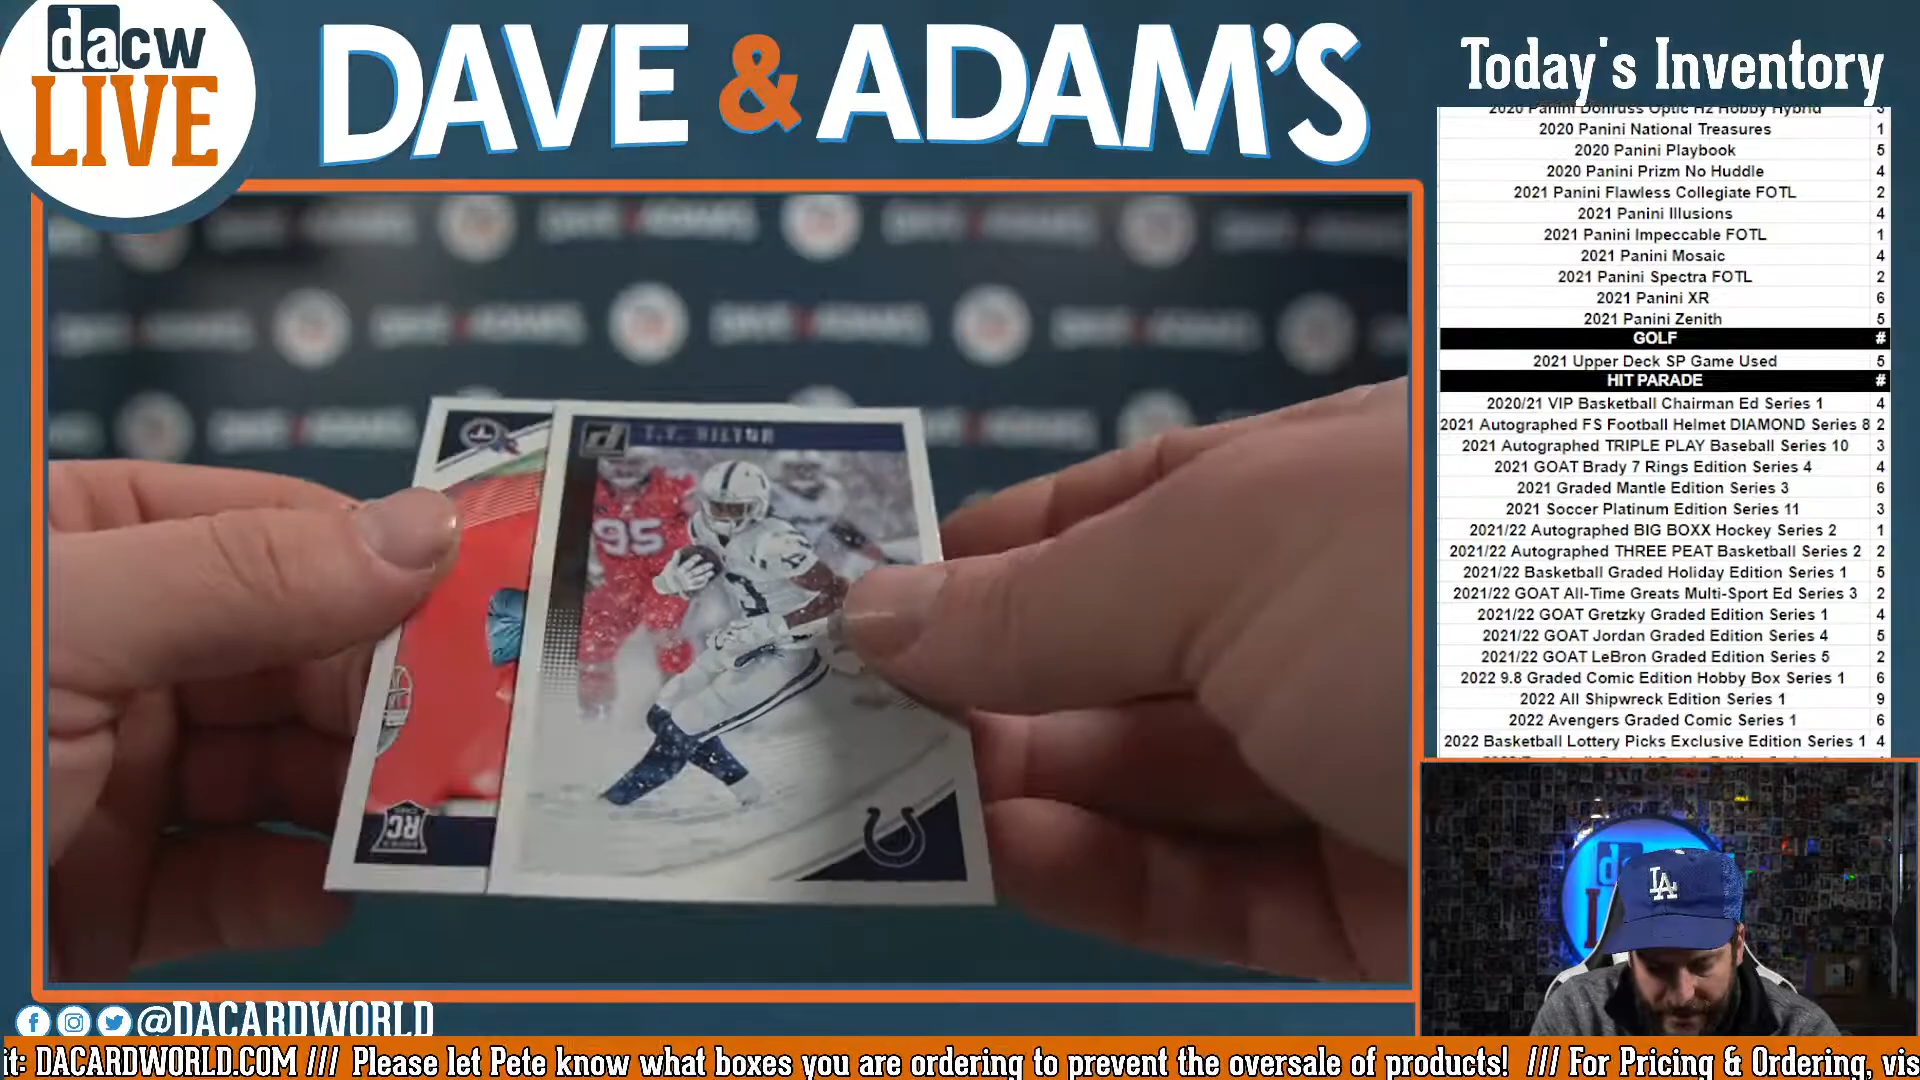 dacw
LIVE
DAVE & ADAM'S
Today's Inventory
2020 Panini Donruss Optic H2 Hobby Hybrid 3
2020 Panini National Treasures 1
2020 Panini Playbook 5
2020 Panini Prizm No Huddle 4
2021 Panini Flawless Collegiate FOTL 2
2021 Panini Illusions 4
2021 Panini Impeccable FOTL 1
2021 Panini Mosaic 4
2021 Panini Spectra FOTL 2
2021 Panini XR 6
2021 Panini Zenith 5
GOLF #
2021 Upper Deck SP Game Used 5
HIT PARADE #
2020/21 VIP Basketball Chairman Ed Series 1 4
2021 Autographed FS Football Helmet DIAMOND Series 8 2
2021 Autographed TRIPLE PLAY Baseball Series 10 3
2021 GOAT Brady 7 Rings Edition Series 4 4
2021 Graded Mantle Edition Series 3 6
2021 Soccer Platinum Edition Series 11 3
2021/22 Autographed BIG BOXX Hockey Series 2 1
2021/22 Autographed THREE PEAT Basketball Series 2 2
2021/22 Basketball Graded Holiday Edition Series 1 5
2021/22 GOAT All-Time Greats Multi-Sport Ed Series 3 2
2021/22 GOAT Gretzky Graded Edition Series 1 4
2021/22 GOAT Jordan Graded Edition Series 4 5
2021/22 GOAT LeBron Graded Edition Series 5 2
2022 9.8 Graded Comic Edition Hobby Box Series 1 6
2022 All Shipwreck Edition Series 1 9
2022 Avengers Graded Comic Series 1 6
2022 Basketball Lottery Picks Exclusive Edition Series 1 4
T.Y. HILTON
95
13
RC
LA
@DACARDWORLD
it: DACARDWORLD.COM /// Please let Pete know what boxes you are ordering to prevent the oversale of products! /// For Pricing & Ordering, vis